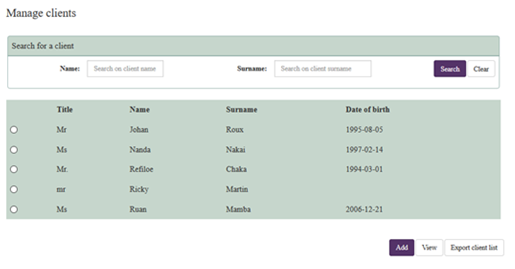 Manage clients
Search for a client
Name: Search on client name Surname: Search on client surname Search Clear
Title Name Surname Date of birth
Mr Johan Roux 1995-08-05
Ms Nanda Nakai 1997-02-14
Mr. Refiloe Chaka 1994-03-01
mr Ricky Martin
Ms Ruan Mamba 2006-12-21
Add View Export client list